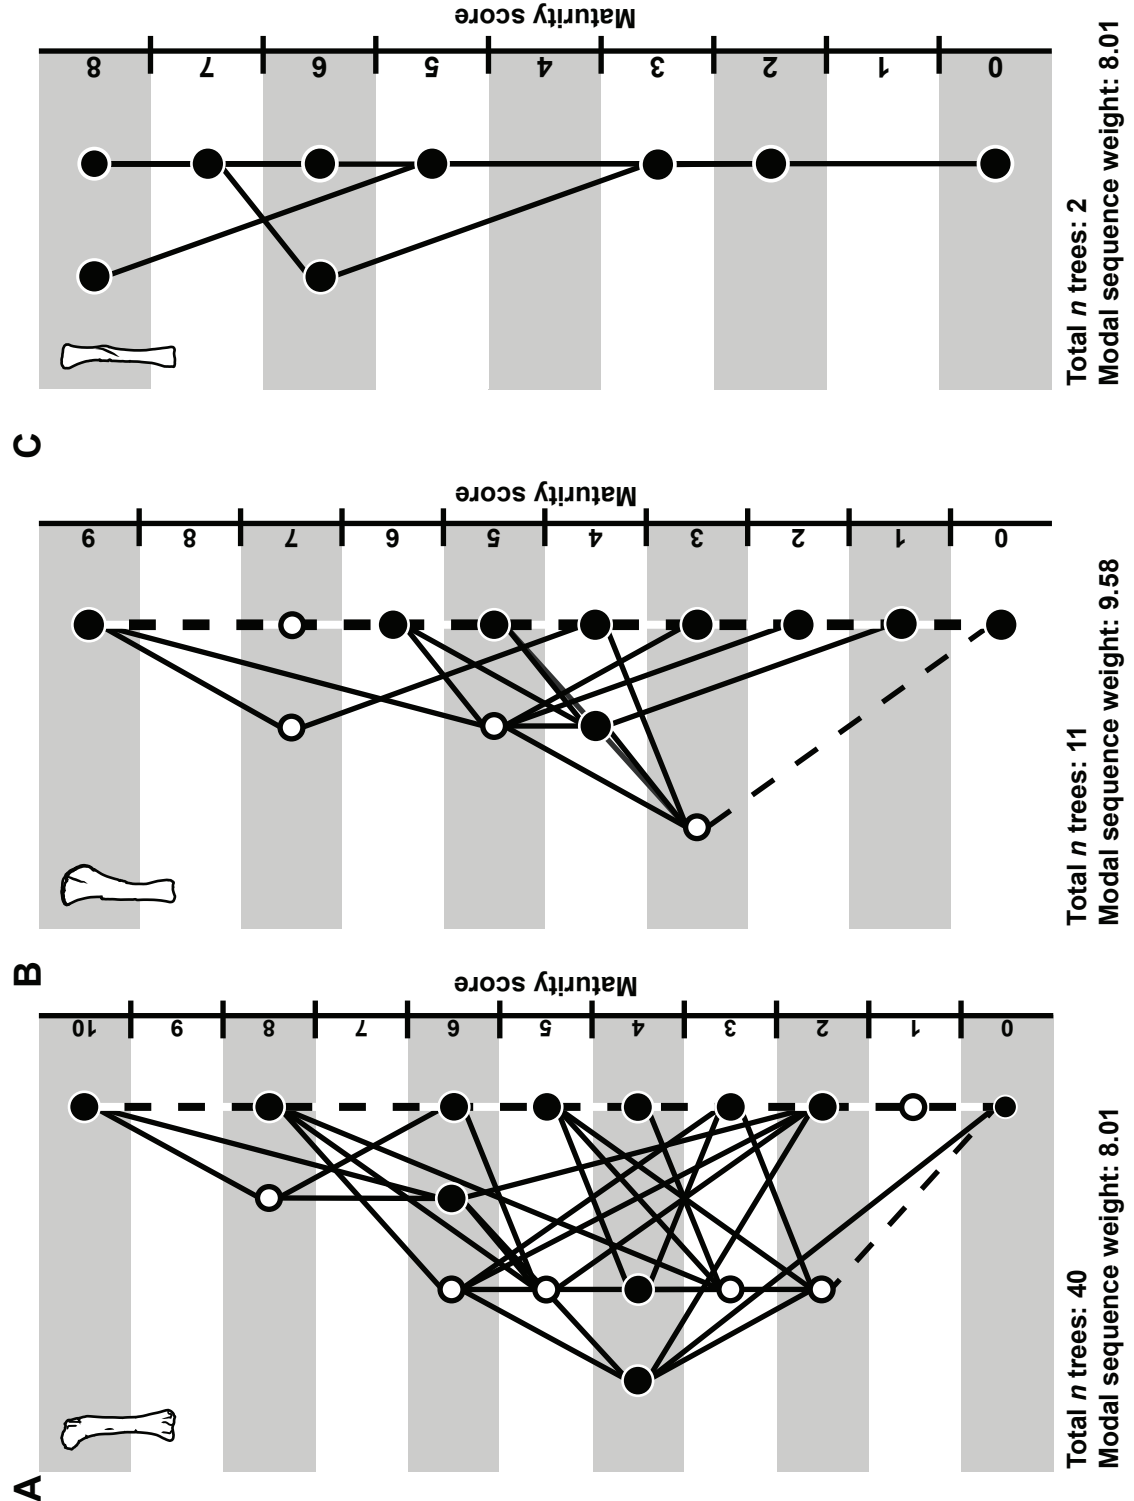 A
10
9
8
7
6
5
4
3
2
1
0
Maturity score
Total n trees: 40
Modal sequence weight: 8.01
B
9
8
7
6
5
4
3
2
1
0
Maturity score
Total n trees: 11
Modal sequence weight: 9.58
C
8
7
6
5
4
3
2
1
0
Maturity score
Total n trees: 2
Modal sequence weight: 8.01